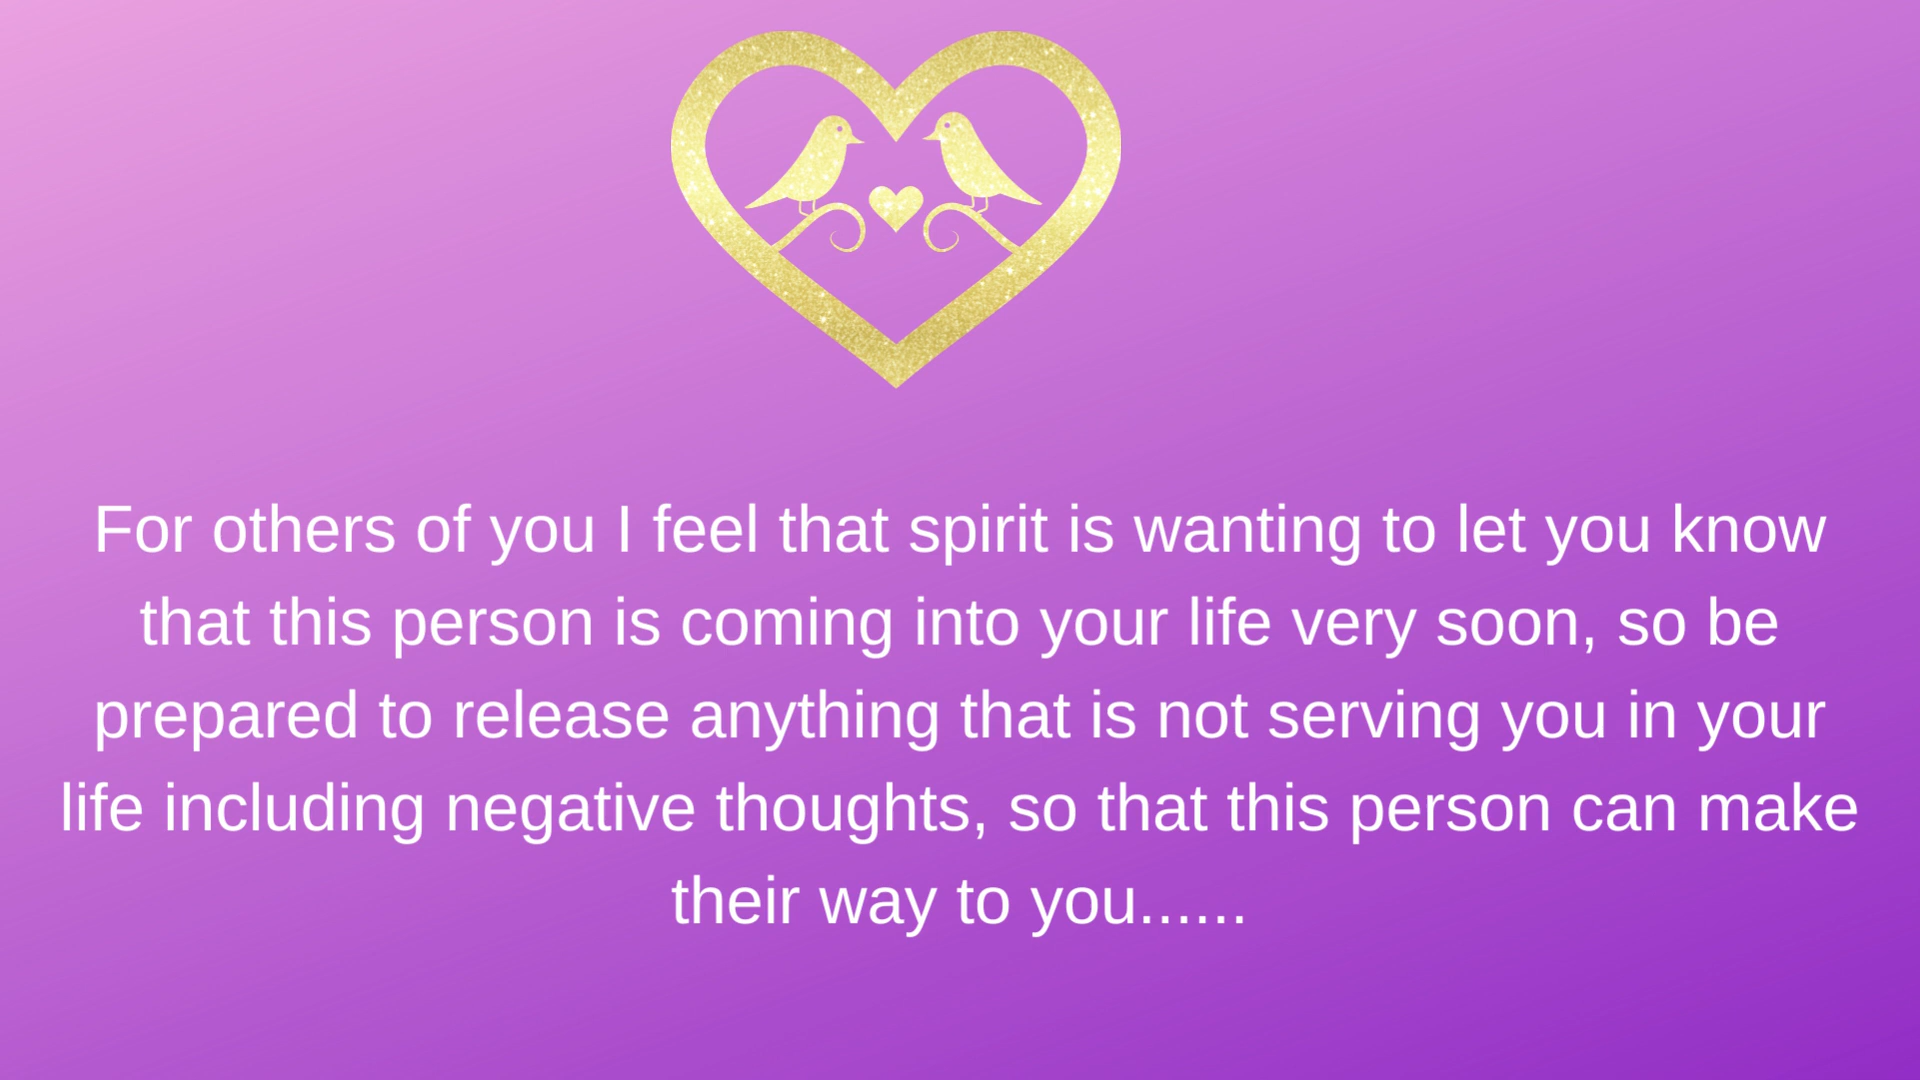 For others of you I feel that spirit is wanting to let you know
that this person is coming into your life very soon, so be
prepared to release anything that is not serving you in your
life including negative thoughts, so that this person can make
their way to you......